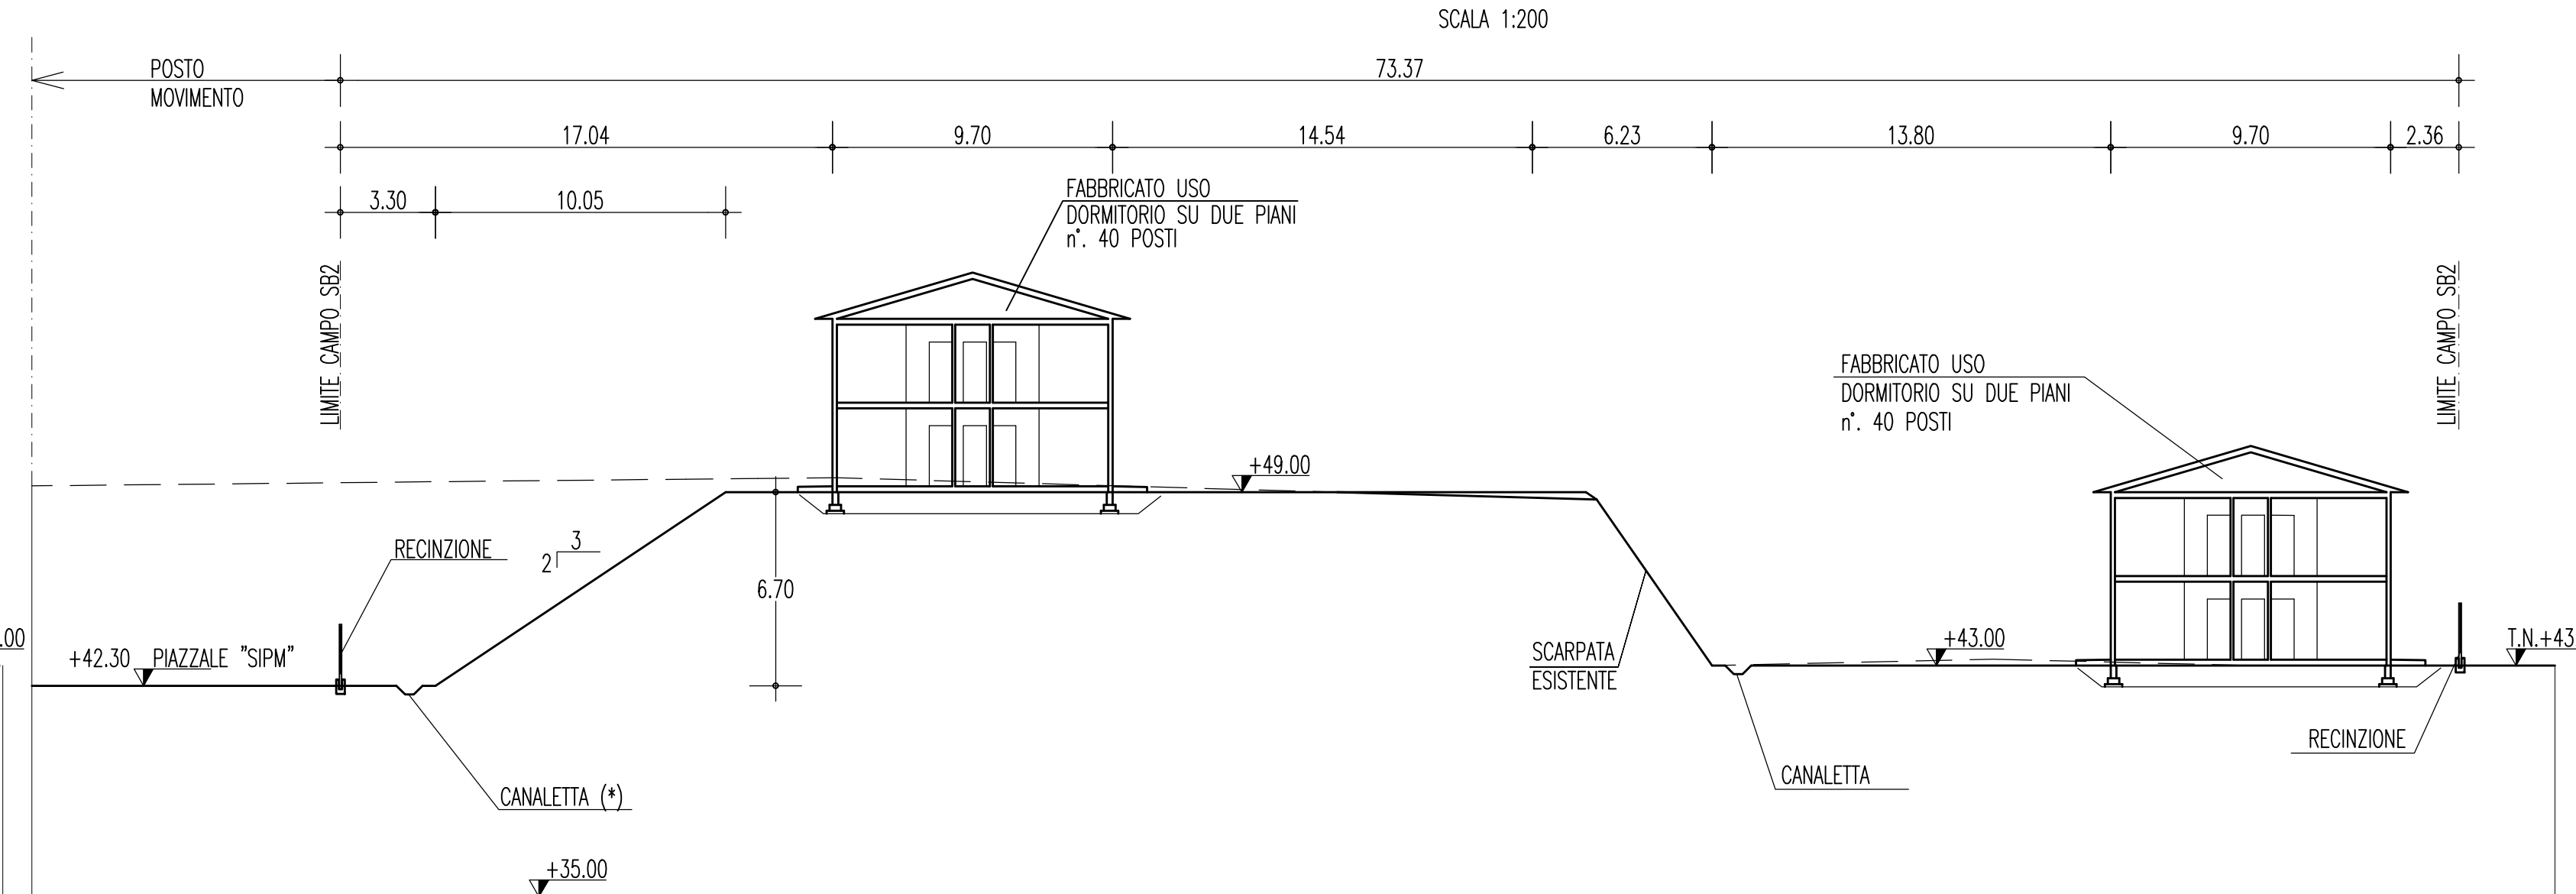 SCALA 1:200
POSTO
MOVIMENTO
73.37
17.04
9.70
14.54
6.23
13.80
9.70
2.36
3.30
10.05
FABBRICATO USO
DORMITORIO SU DUE PIANI
n°. 40 POSTI
LIMITE CAMPO SB2
LIMITE CAMPO SB2
FABBRICATO USO
DORMITORIO SU DUE PIANI
n°. 40 POSTI
+49.00
3
2
RECINZIONE
6.70
.00
+42.30
PIAZZALE "SIPM"
SCARPATA
ESISTENTE
+43.00
T.N.+43
RECINZIONE
CANALETTA (*)
CANALETTA
+35.00